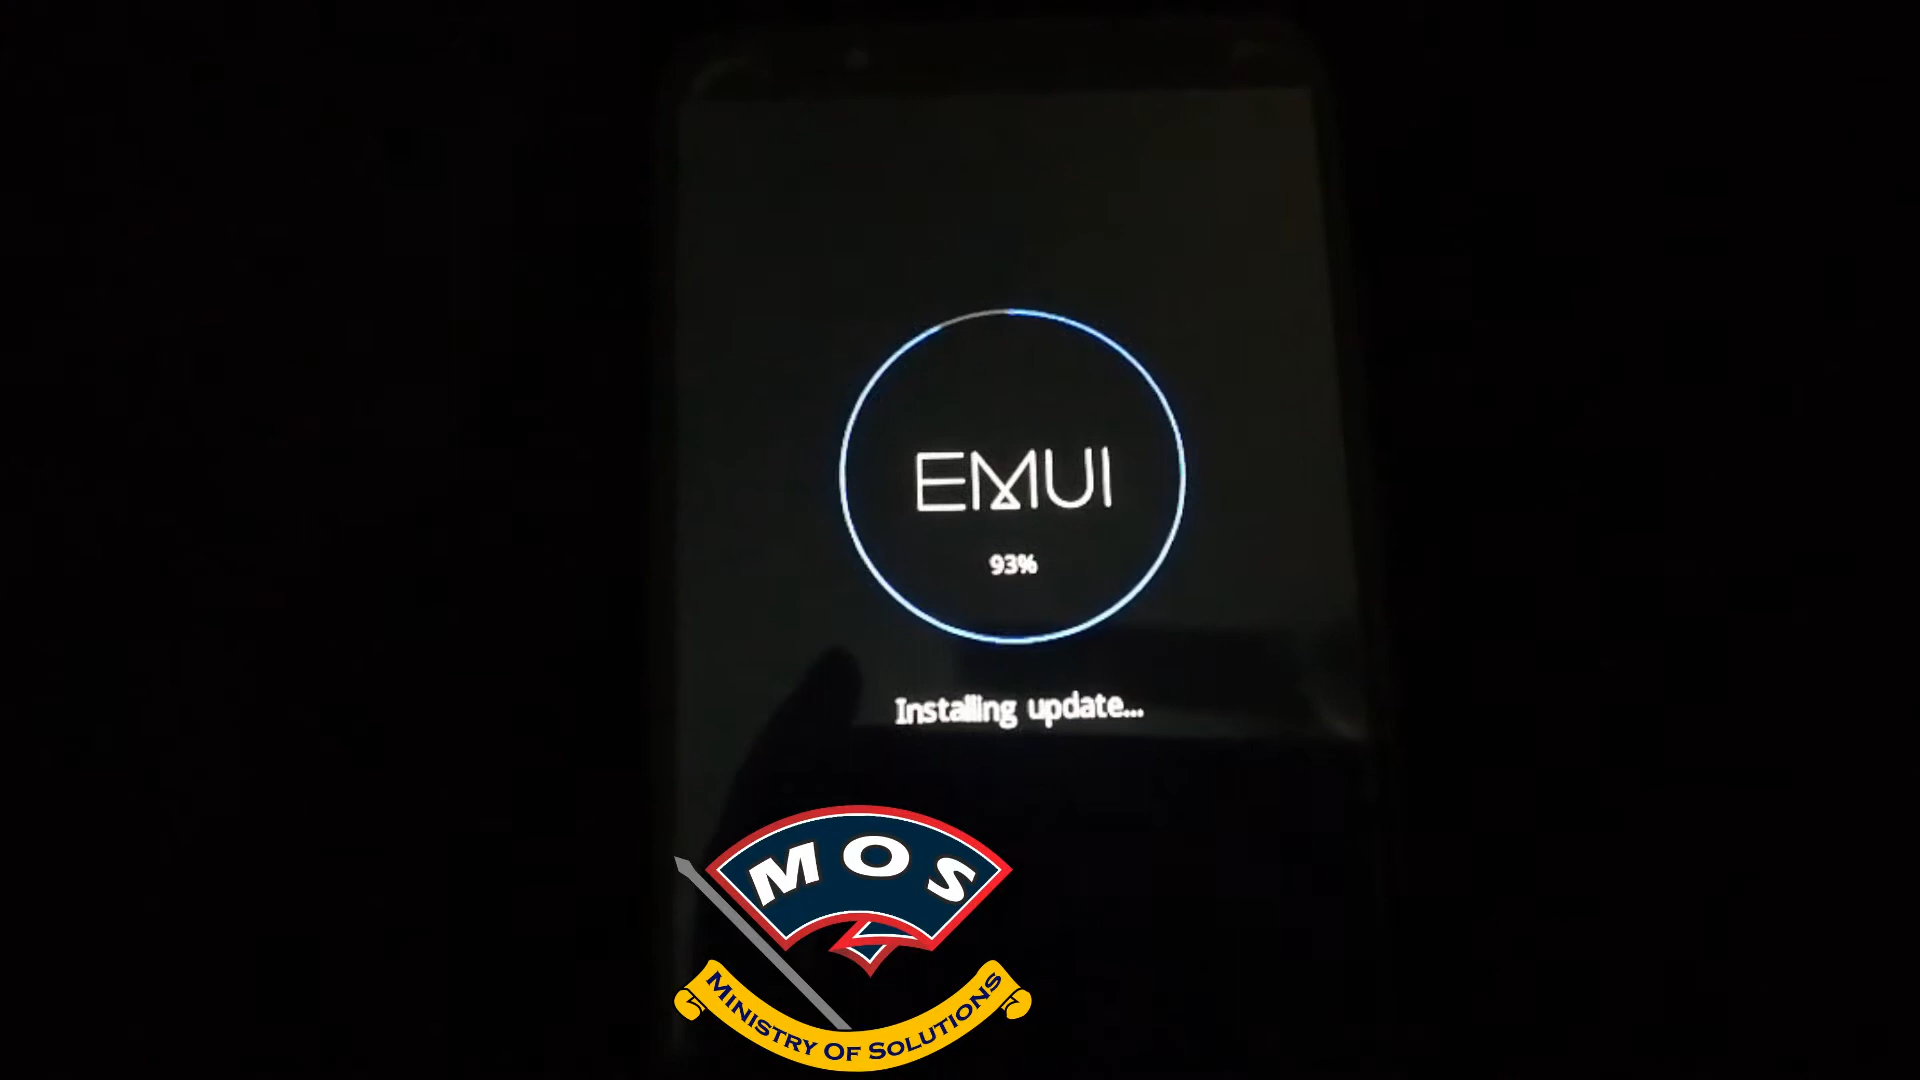 EMUI
93%
Installing update...
MOS
MINISTRY OF SOLUTIONS